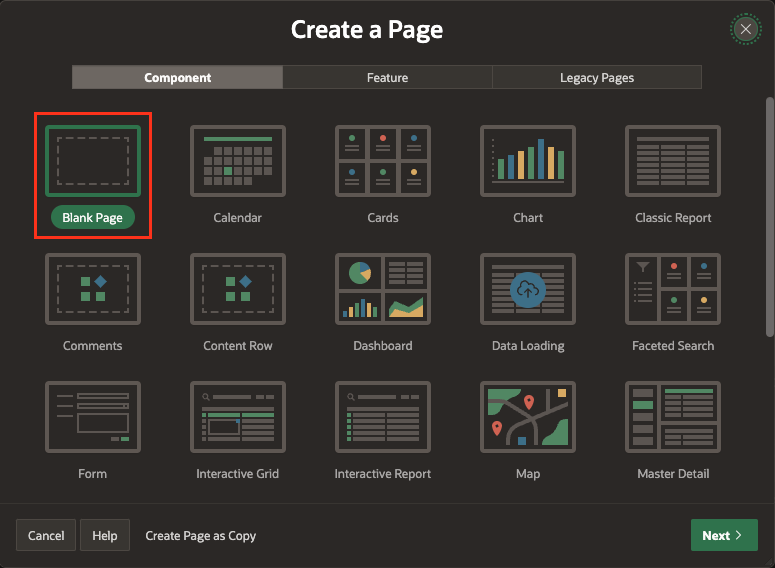 Create a Page
Component
Feature
Legacy Pages
Blank Page
Calendar
Cards
Chart
Classic Report
Comments
Content Row
Dashboard
Data Loading
Faceted Search
Form
Interactive Grid
Interactive Report
Map
Master Detail
Cancel
Help
Create Page as Copy
Next